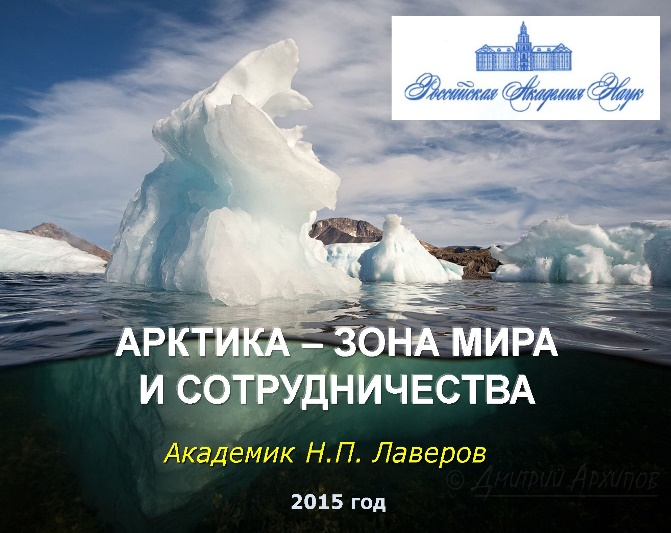 Российская Академия Наук
АРКТИКА – ЗОНА МИРА
И СОТРУДНИЧЕСТВА
Академик Н.П. Лаверов
© Дмитрий Архипов
2015 год